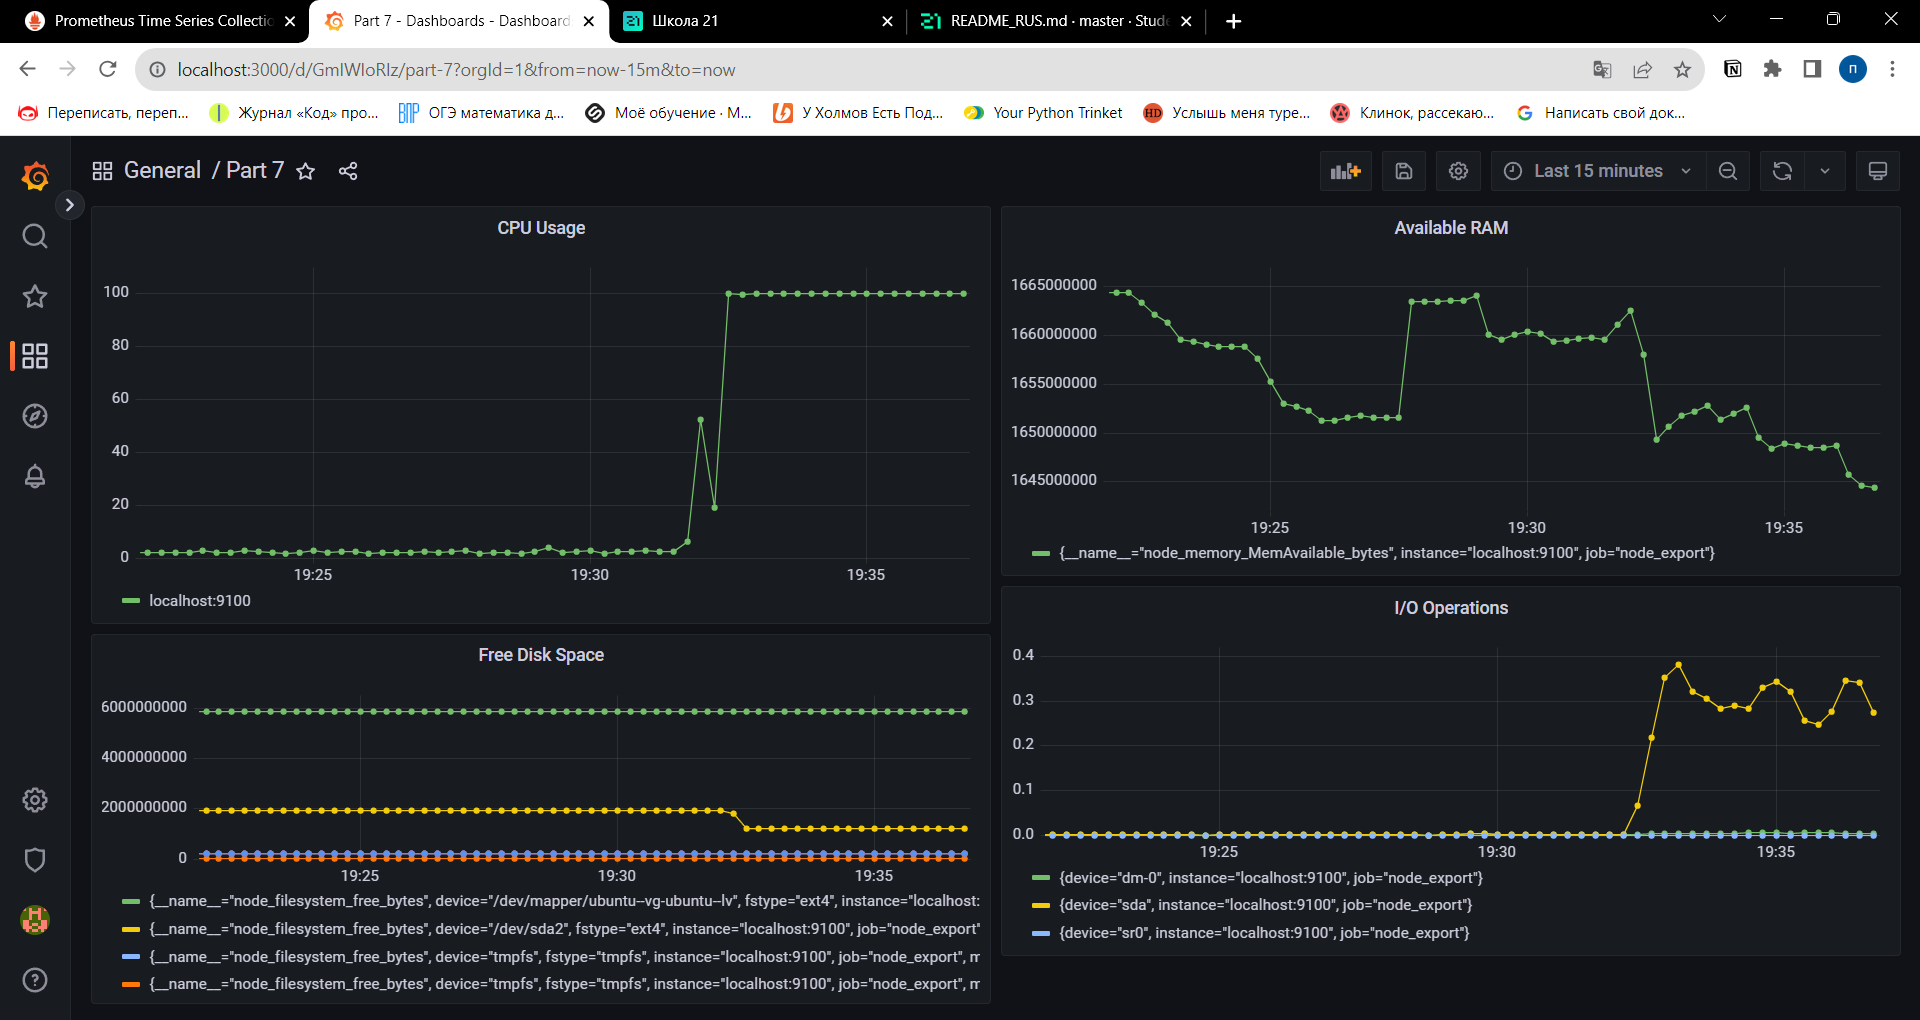 Prometheus Time Series Collectio
Part 7 - Dashboards - Dashboard
Школа 21
README_RUS.md · master · Stude
localhost:3000/d/GmIWIoRIz/part-7?orgId=1&from=now-15m&to=now
п
Переписать, переп...
Журнал «Код» про...
ОГЭ математика д...
Моё обучение · М...
У Холмов Есть Под...
Your Python Trinket
HD
Услышь меня туре...
Клинок, рассекаю...
Написать свой док...
General / Part 7
Last 15 minutes
CPU Usage
100
80
60
40
20
0
19:25
19:30
19:35
localhost:9100
Available RAM
1665000000
1660000000
1655000000
1650000000
1645000000
19:25
19:30
19:35
{__name__="node_memory_MemAvailable_bytes", instance="localhost:9100", job="node_export"}
Free Disk Space
6000000000
4000000000
2000000000
0
19:25
19:30
19:35
{__name__="node_filesystem_free_bytes", device="/dev/mapper/ubuntu--vg-ubuntu--lv", fstype="ext4", instance="localhost:
{__name__="node_filesystem_free_bytes", device="/dev/sda2", fstype="ext4", instance="localhost:9100", job="node_export"
{__name__="node_filesystem_free_bytes", device="tmpfs", fstype="tmpfs", instance="localhost:9100", job="node_export", m
{__name__="node_filesystem_free_bytes", device="tmpfs", fstype="tmpfs", instance="localhost:9100", job="node_export", m
I/O Operations
0.4
0.3
0.2
0.1
0.0
19:25
19:30
19:35
{device="dm-0", instance="localhost:9100", job="node_export"}
{device="sda", instance="localhost:9100", job="node_export"}
{device="sr0", instance="localhost:9100", job="node_export"}